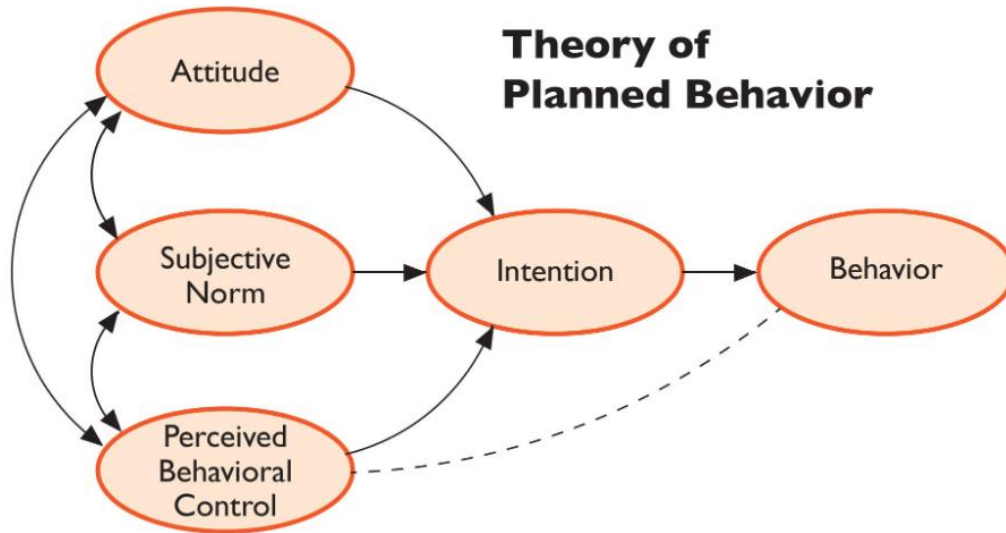 Theory of
Planned Behavior
Attitude
Subjective
Norm
Intention
Behavior
Perceived
Behavioral
Control